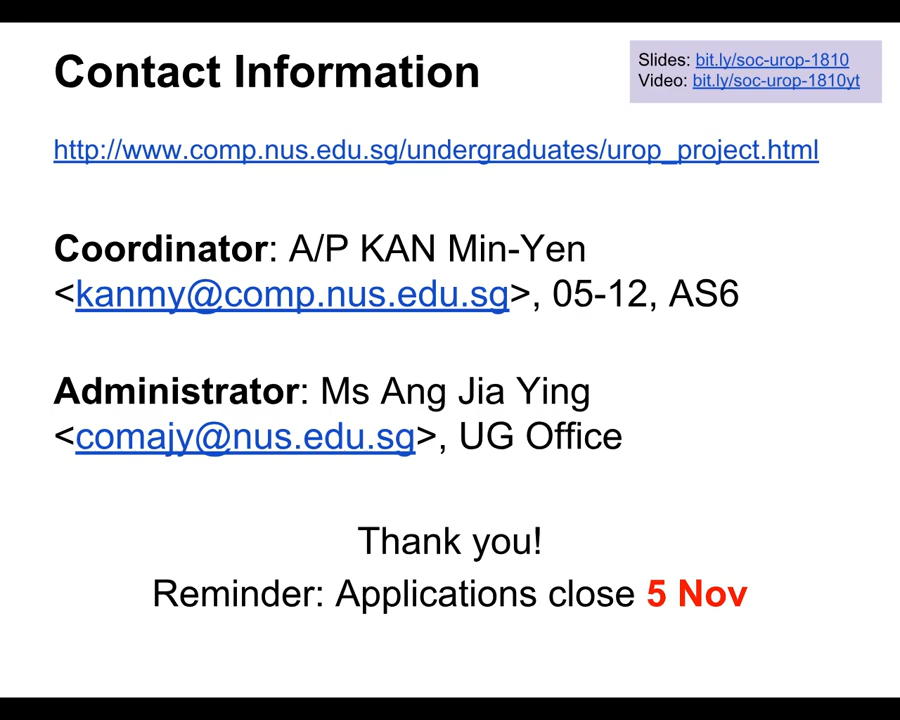 Contact Information
Slides: bit.ly/soc-urop-1810
Video: bit.ly/soc-urop-1810yt
http://www.comp.nus.edu.sg/undergraduates/urop_project.html
Coordinator: A/P KAN Min-Yen
<kanmy@comp.nus.edu.sg>, 05-12, AS6
Administrator: Ms Ang Jia Ying
<comajy@nus.edu.sg>, UG Office
Thank you!
Reminder: Applications close 5 Nov